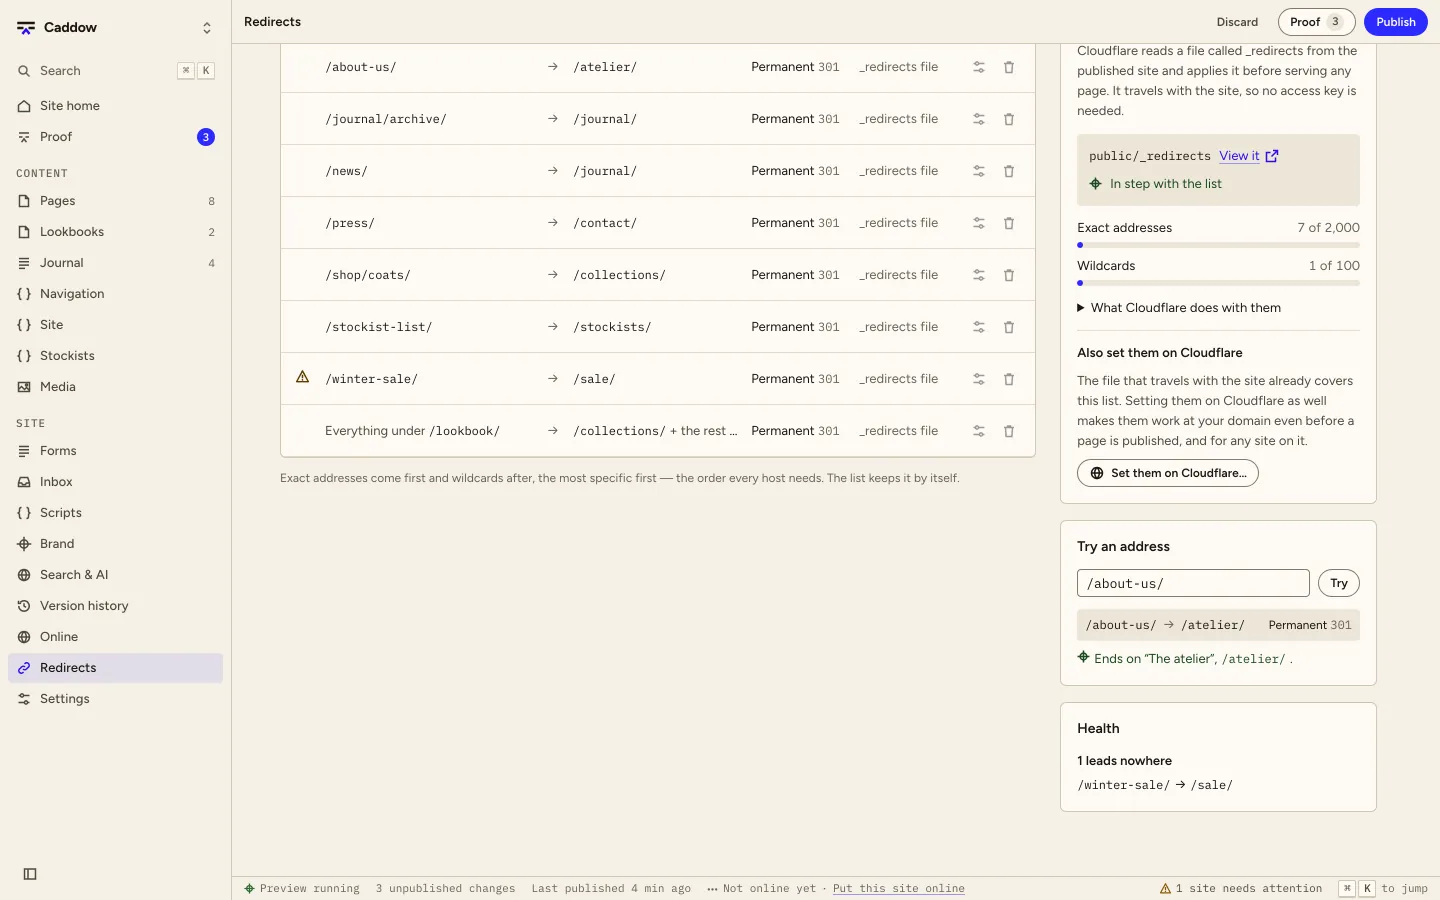 Caddow
Search ⌘ K
Site home
Proof 3
CONTENT
Pages 8
Lookbooks 2
Journal 4
Navigation
Site
Stockists
Media
SITE
Forms
Inbox
Scripts
Brand
Search & AI
Version history
Online
Redirects
Settings
Redirects
Discard
Proof 3
Publish
/about-us/ → /atelier/ Permanent 301 _redirects file
/journal/archive/ → /journal/ Permanent 301 _redirects file
/news/ → /journal/ Permanent 301 _redirects file
/press/ → /contact/ Permanent 301 _redirects file
/shop/coats/ → /collections/ Permanent 301 _redirects file
/stockist-list/ → /stockists/ Permanent 301 _redirects file
/winter-sale/ → /sale/ Permanent 301 _redirects file
Everything under /lookbook/ → /collections/ + the rest … Permanent 301 _redirects file
Exact addresses come first and wildcards after, the most specific first — the order every host needs. The list keeps it by itself.
Cloudflare reads a file called _redirects from the
published site and applies it before serving any
page. It travels with the site, so no access key is
needed.
public/_redirects View it
In step with the list
Exact addresses 7 of 2,000
Wildcards 1 of 100
What Cloudflare does with them
Also set them on Cloudflare
The file that travels with the site already covers
this list. Setting them on Cloudflare as well
makes them work at your domain even before a
page is published, and for any site on it.
Set them on Cloudflare…
Try an address
/about-us/ Try
/about-us/ → /atelier/ Permanent 301
Ends on “The atelier”, /atelier/ .
Health
1 leads nowhere
/winter-sale/ → /sale/
Preview running 3 unpublished changes Last published 4 min ago ••• Not online yet · Put this site online
1 site needs attention ⌘ K to jump